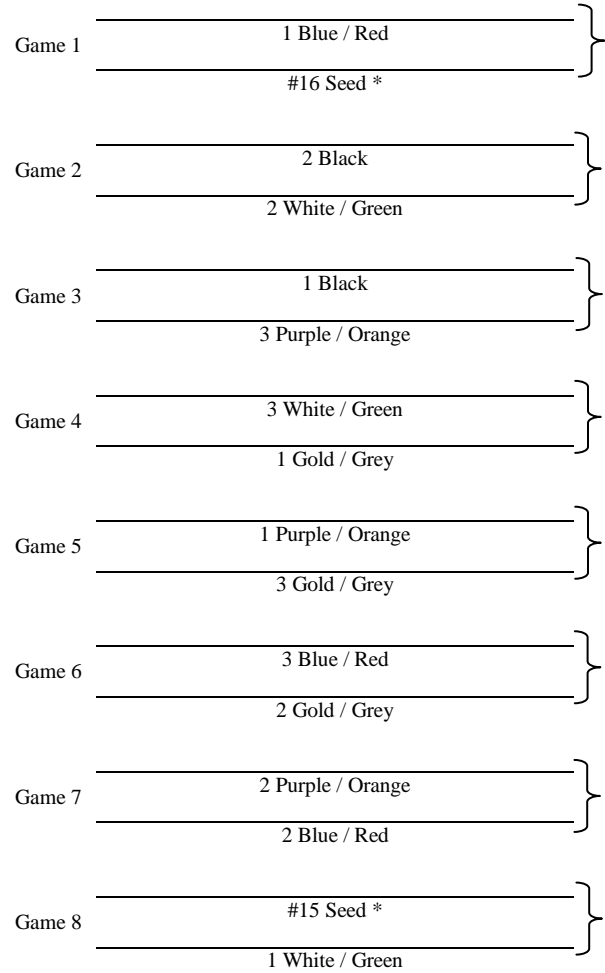 1 Blue / Red
Game 1
#16 Seed *
2 Black
Game 2
2 White / Green
1 Black
Game 3
3 Purple / Orange
3 White / Green
Game 4
1 Gold / Grey
1 Purple / Orange
Game 5
3 Gold / Grey
3 Blue / Red
Game 6
2 Gold / Grey
2 Purple / Orange
Game 7
2 Blue / Red
#15 Seed *
Game 8
1 White / Green